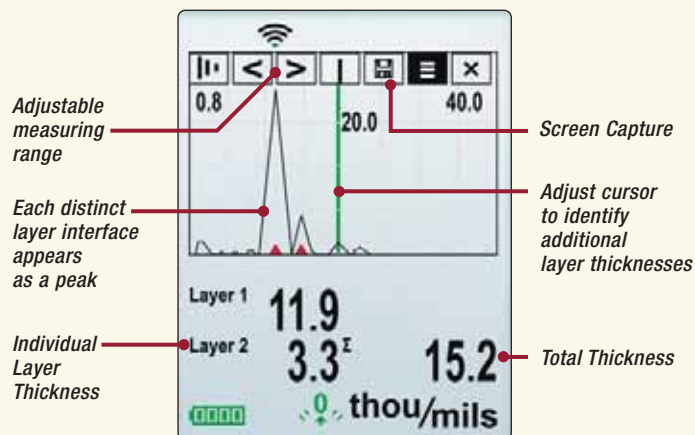 0.8
40.0
20.0
Adjustable
measuring
range
Screen Capture
Each distinct
layer interface
appears
as a peak
Adjust cursor
to identify
additional
layer thicknesses
Layer 1
11.9
Individual
Layer
Thickness
Layer 2
3.3Σ
15.2
Total Thickness
0
thou/mils